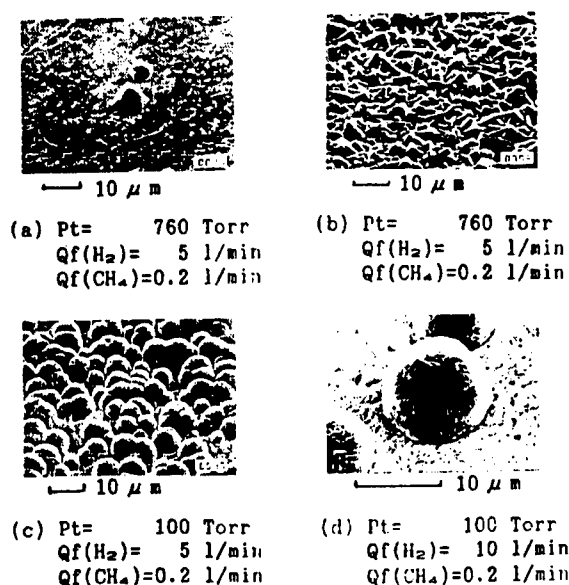 10 μm
10 μm
(a) Pt= 760 Torr
Qf(H₂)= 5 l/min
Qf(CH₄)=0.2 l/min
(b) Pt= 760 Torr
Qf(H₂)= 5 l/min
Qf(CH₄)=0.2 l/min
10 μm
10 μm
(c) Pt= 100 Torr
Qf(H₂)= 5 l/min
Qf(CH₄)=0.2 l/min
(d) Pt= 100 Torr
Qf(H₂)= 10 l/min
Qf(CH₄)=0.2 l/min